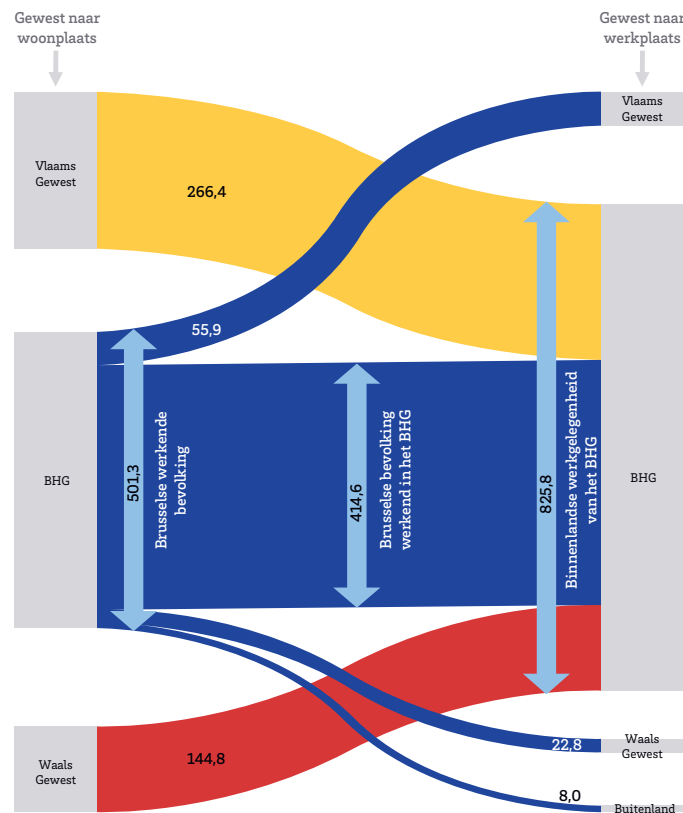 Gewest naar
woonplaats
Gewest naar
werkplaats
Vlaams
Gewest
Vlaams
Gewest
266,4
55,9
BHG
501,3
Brusselse werkende
bevolking
414,6
Brusselse bevolking
werkend in het BHG
825,8
Binnenlandse werkgelegenheid
van het BHG
BHG
Waals
Gewest
144,8
22,8
Waals
Gewest
8,0
Buitenland